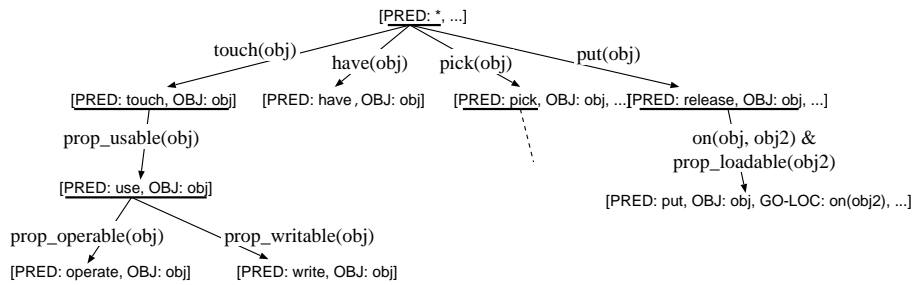 [PRED: *, ...]
touch(obj)
have(obj)
pick(obj)
put(obj)
[PRED: touch, OBJ: obj]
[PRED: have, OBJ: obj]
[PRED: pick, OBJ: obj, ...]
[PRED: release, OBJ: obj, ...]
prop_usable(obj)
on(obj, obj2) &
prop_loadable(obj2)
[PRED: use, OBJ: obj]
[PRED: put, OBJ: obj, GO-LOC: on(obj2), ...]
prop_operable(obj)
prop_writable(obj)
[PRED: operate, OBJ: obj]
[PRED: write, OBJ: obj]